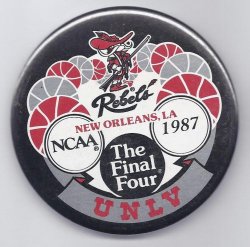 Rebels
NEW ORLEANS, LA
NCAA® 1987
The
Final
Four®
UNLV